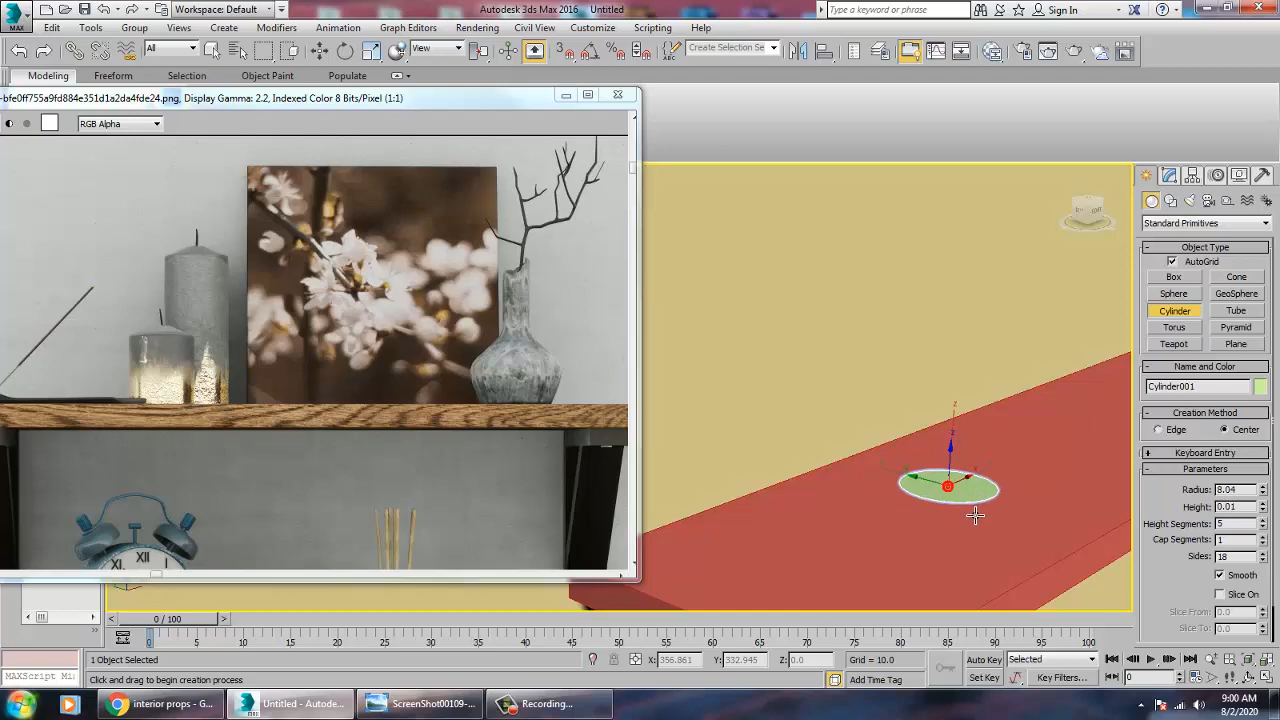 Workspace: Default
Autodesk 3ds Max 2016    Untitled
Type a keyword or phrase
Sign In
MAX
Edit Tools Group Views Create Modifiers Animation Graph Editors Rendering Civil View Customize Scripting Help
All
View
Create Selection Se
Modeling Freeform Selection Object Paint Populate
-bfe0ff755a9fd884e351d1a2da4fde24.png, Display Gamma: 2.2, Indexed Color 8 Bits/Pixel (1:1)
RGB Alpha
XII
XI
I
z
z
Standard Primitives
Object Type
AutoGrid
Box Cone
Sphere GeoSphere
Cylinder Tube
Torus Pyramid
Teapot Plane
Name and Color
Cylinder001
Creation Method
Edge Center
Keyboard Entry
Parameters
Radius: 8.04
Height: 0.01
Height Segments: 5
Cap Segments: 1
Sides: 18
Smooth
Slice On
Slice From: 0.0
Slice To: 0.0
0 / 100
0 5 10 15 20 25 30 35 40 45 50 55 60 65 70 75 80 85 90 95 100
1 Object Selected
X: 356.861 Y: 332.945 Z: 0.0
Grid = 10.0
Auto Key Selected
MAXScript Mi
Click and drag to begin creation process
Add Time Tag
Set Key Key Filters...
0
interior props - G...
Untitled - Autode...
ScreenShot00109-...
Recording...
9:00 AM
8/2/2020